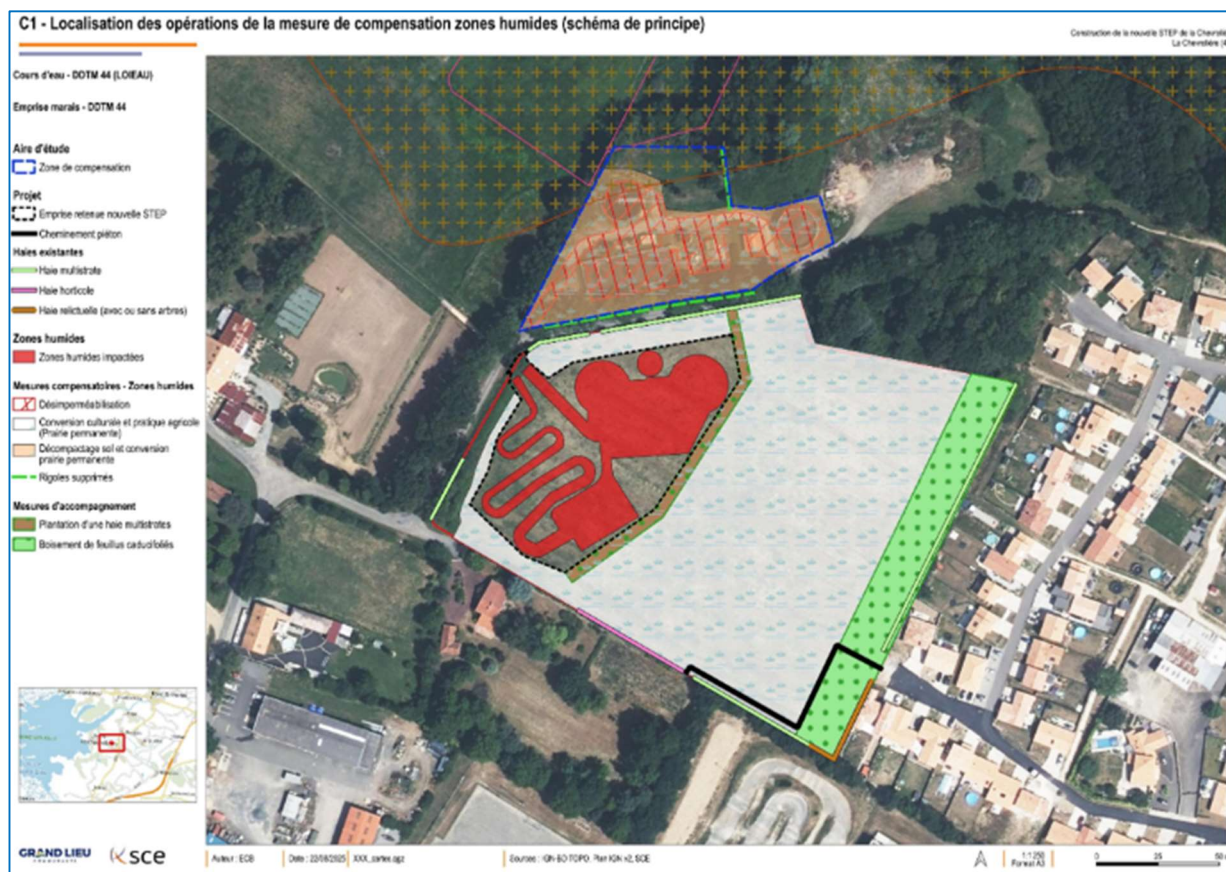 C1 - Localisation des opérations de la mesure de compensation zones humides (schéma de principe)
Construction de la nouvelle STEP de la Chevrolière
La Chevrolière (4
Cours d'eau - DDTM 44 (LOIEAU)
Emprise marais - DDTM 44
Aire d'étude
Zone de compensation
Projet
Emprise retenue nouvelle STEP
Cheminement piéton
Haies existantes
Haie multistrate
Haie horticole
Haie relictuelle (avec ou sans arbres)
Zones humides
Zones humides impactées
Mesures compensatoires - Zones humides
Désimperméabilisation
Conversion culturale et pratique agricole
(Prairie permanente)
Décompactage sol et conversion
prairie permanente
Rigoles supprimés
Mesures d'accompagnement
Plantation d'une haie multistrates
Boisement de feuillus caducifoliés
GRAND LIEU
COMMUNAUTÉ
sce
Auteur : ECB
Date : 22/08/2025
XXX_cartes.qgz
Sources : IGN-BD TOPO, Plan IGN v2, SCE
1:1 250
Format A3
0 25 50